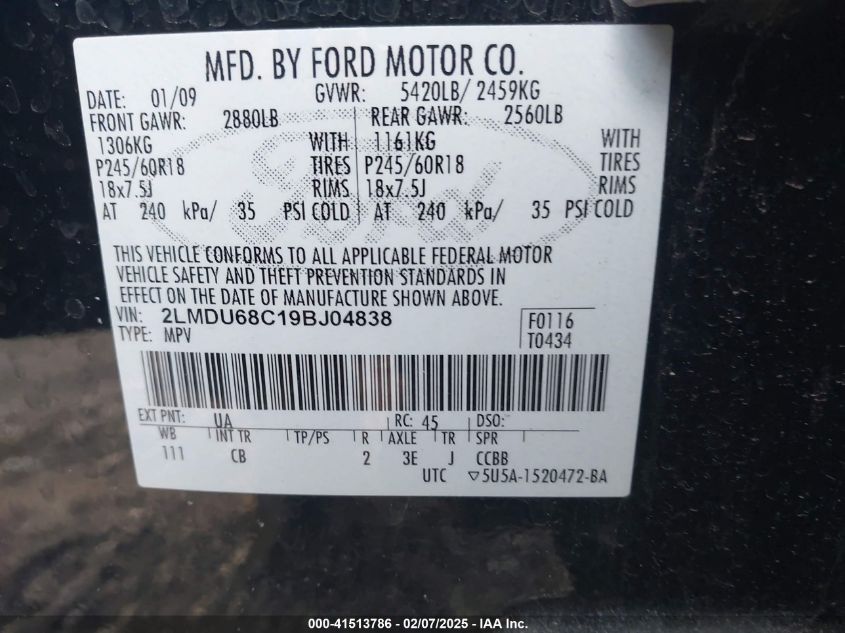 MFD. BY FORD MOTOR CO.
DATE: 01/09 GVWR: 5420LB/ 2459KG
FRONT GAWR: 2880LB REAR GAWR: 2560LB
1306KG WITH 1161KG WITH
P245/60R18 TIRES P245/60R18 TIRES
18x7.5J RIMS 18x7.5J RIMS
AT 240 kPa/ 35 PSI COLD AT 240 kPa/ 35 PSI COLD
Ford
THIS VEHICLE CONFORMS TO ALL APPLICABLE FEDERAL MOTOR
VEHICLE SAFETY AND THEFT PREVENTION STANDARDS IN
EFFECT ON THE DATE OF MANUFACTURE SHOWN ABOVE.
VIN: 2LMDU68C19BJ04838 F0116
TYPE: MPV T0434
EXT PNT: UA RC: 45 DSO:
WB INT TR TP/PS R AXLE TR SPR
111 CB 2 3E J CCBB
UTC ▽5U5A-1520472-BA
000-41513786 - 02/07/2025 - IAA Inc.